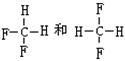 H F
F-C-H 和 H-C-H
F F